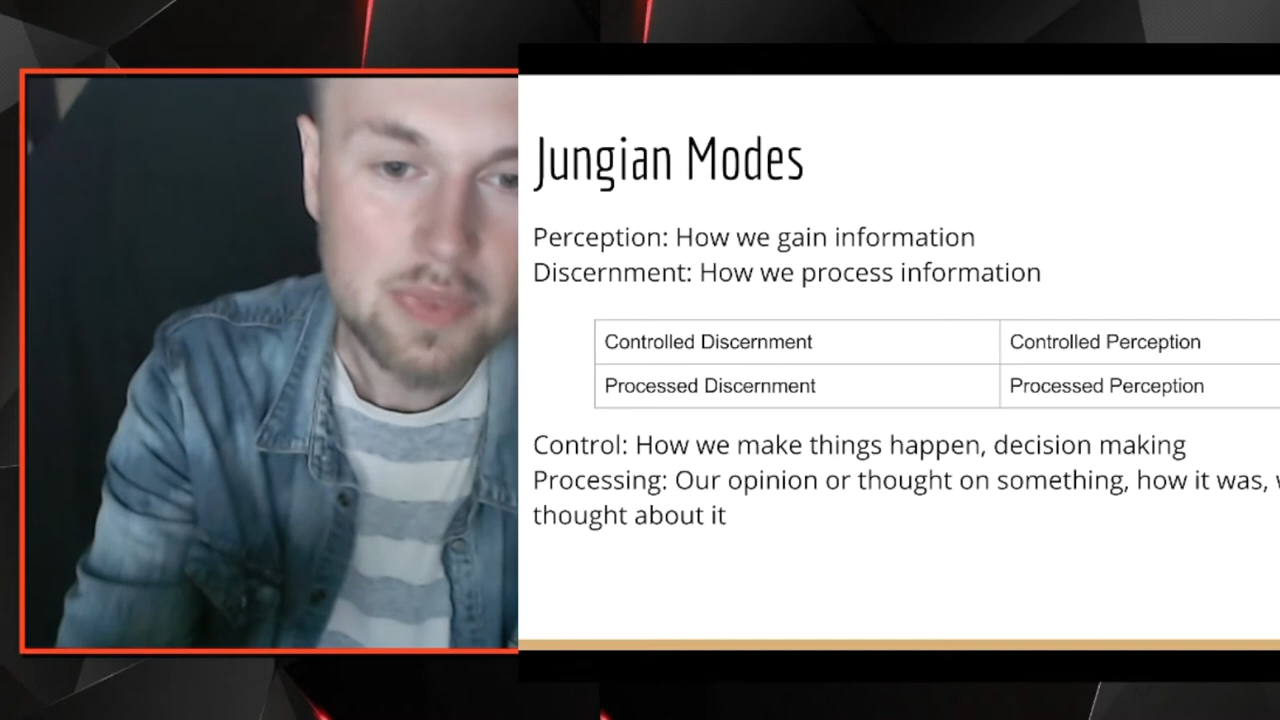 Jungian Modes
Perception: How we gain information
Discernment: How we process information
Controlled Discernment
Controlled Perception
Processed Discernment
Processed Perception
Control: How we make things happen, decision making
Processing: Our opinion or thought on something, how it was,
thought about it